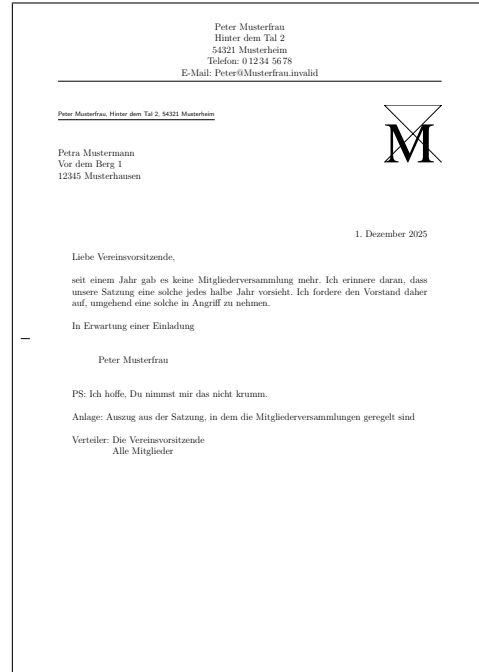 Peter Musterfrau
Hinter dem Tal 2
54321 Musterheim
Telefon: 0 12 34 56 78
E-Mail: Peter@Musterfrau.invalid
Peter Musterfrau, Hinter dem Tal 2, 54321 Musterheim
M
Petra Mustermann
Vor dem Berg 1
12345 Musterhausen
1. Dezember 2025
Liebe Vereinsvorsitzende,
seit einem Jahr gab es keine Mitgliederversammlung mehr. Ich erinnere daran, dass
unsere Satzung eine solche jedes halbe Jahr vorsieht. Ich fordere den Vorstand daher
auf, umgehend eine solche in Angriff zu nehmen.
In Erwartung einer Einladung
Peter Musterfrau
PS: Ich hoffe, Du nimmst mir das nicht krumm.
Anlage: Auszug aus der Satzung, in dem die Mitgliederversammlungen geregelt sind
Verteiler: Die Vereinsvorsitzende
Alle Mitglieder